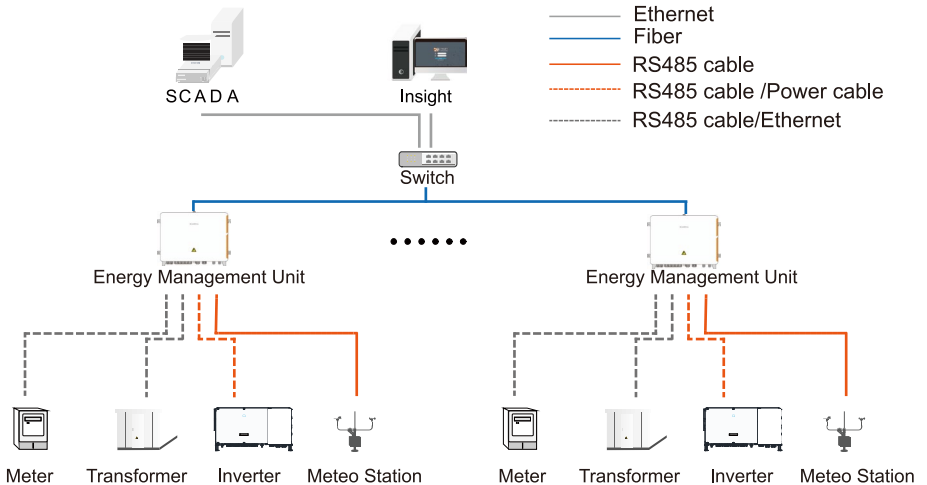 Ethernet
Fiber
RS485 cable
RS485 cable /Power cable
RS485 cable/Ethernet
SCADA
Insight
Switch
Energy Management Unit
Energy Management Unit
Meter
Transformer
Inverter
Meteo Station
Meter
Transformer
Inverter
Meteo Station